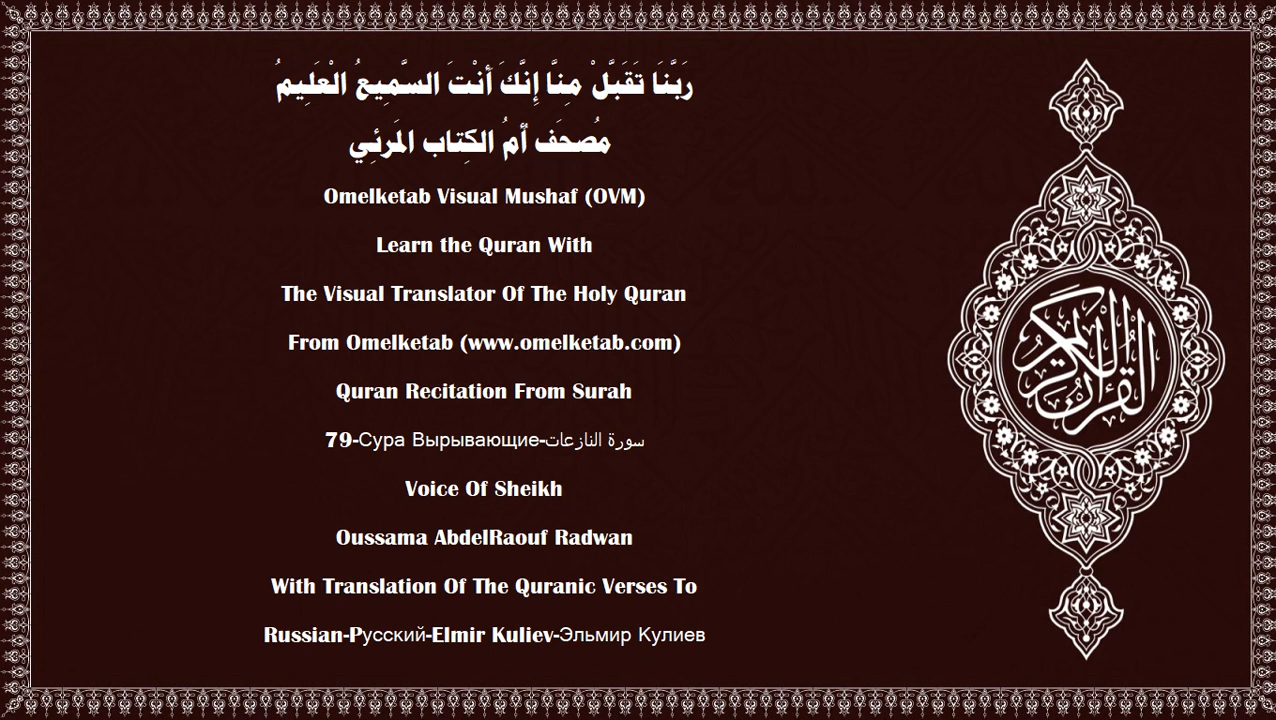 رَبَّنَا تَقَبَّلْ مِنَّا إِنَّكَ أَنْتَ السَّمِيعُ الْعَلِيمُ
مُصحَف أمُ الكِتاب المَرئِي
Omelketab Visual Mushaf (OVM)
Learn the Quran With
The Visual Translator Of The Holy Quran
From Omelketab (www.omelketab.com)
Quran Recitation From Surah
79-Сура Вырывающие-سورة النازعات
Voice Of Sheikh
Oussama AbdelRaouf Radwan
With Translation Of The Quranic Verses To
Russian-Русский-Elmir Kuliev-Эльмир Кулиев
القرآن الكريم